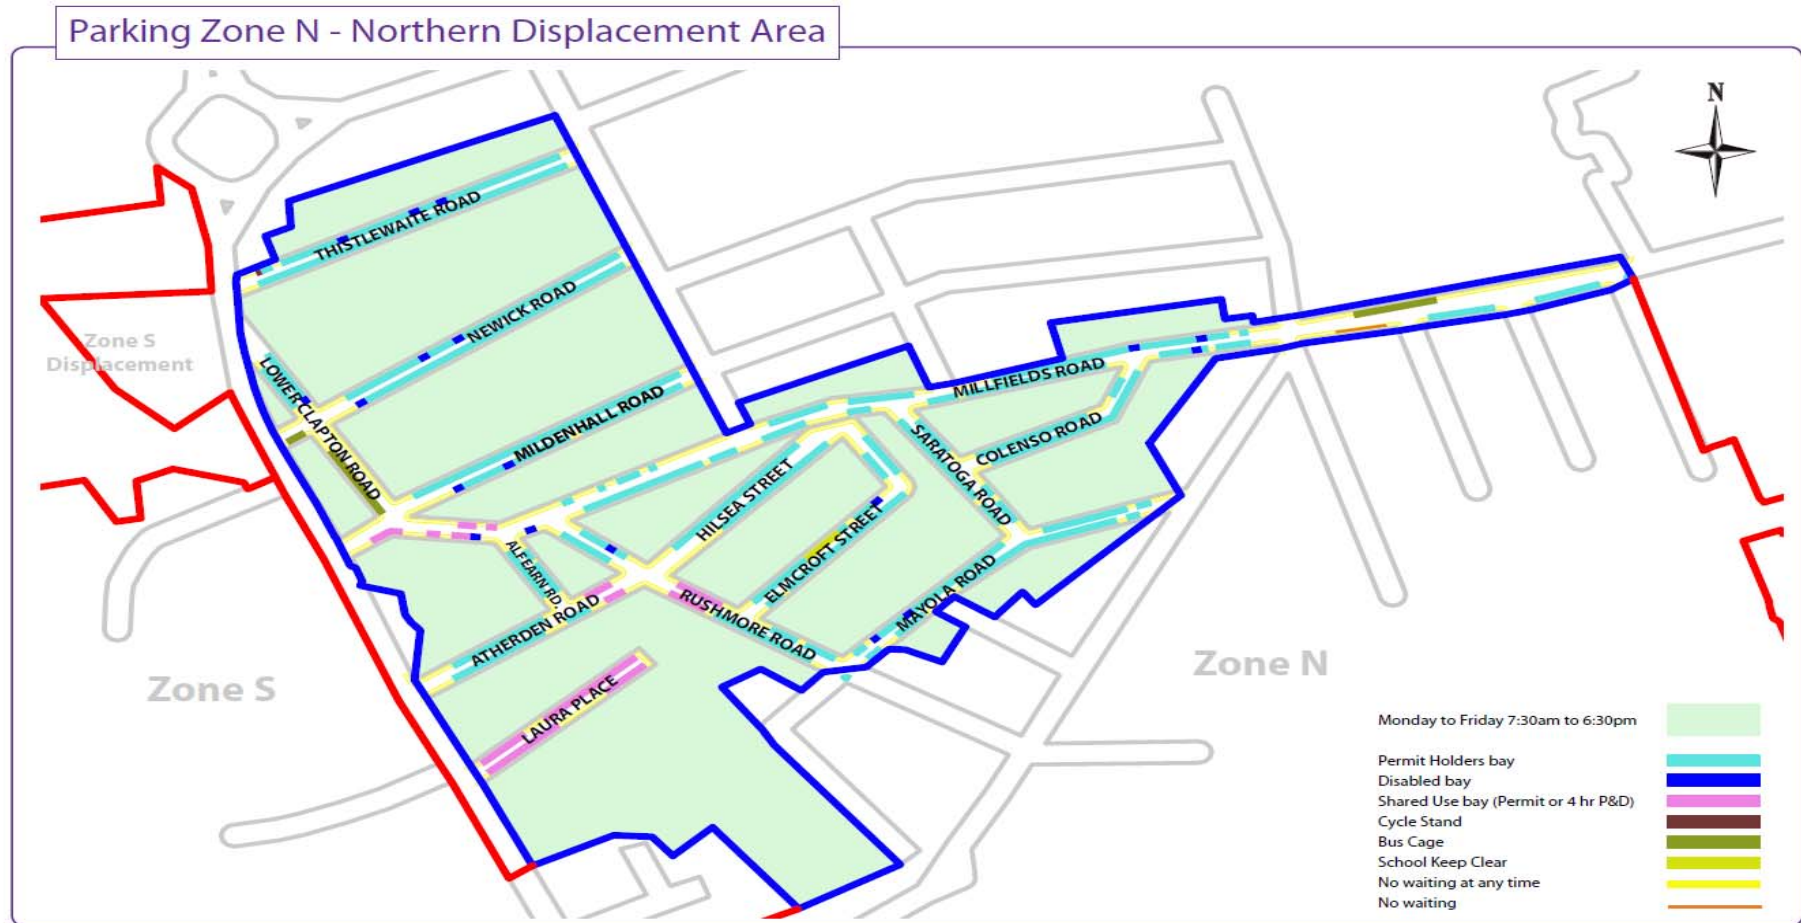 Parking Zone N - Northern Displacement Area
N
THISTLEWAITE ROAD
NEWICK ROAD
Zone S
Displacement
LOWER CLAPTON ROAD
MILDENHALL ROAD
MILLFIELDS ROAD
COLENSO ROAD
SARATOGA ROAD
HILSEA STREET
ELMCROFT STREET
ALFEARN RD.
ATHERDEN ROAD
RUSHMORE ROAD
MAYOLA ROAD
LAURA PLACE
Zone S
Zone N
Monday to Friday 7:30am to 6:30pm
Permit Holders bay
Disabled bay
Shared Use bay (Permit or 4 hr P&D)
Cycle Stand
Bus Cage
School Keep Clear
No waiting at any time
No waiting